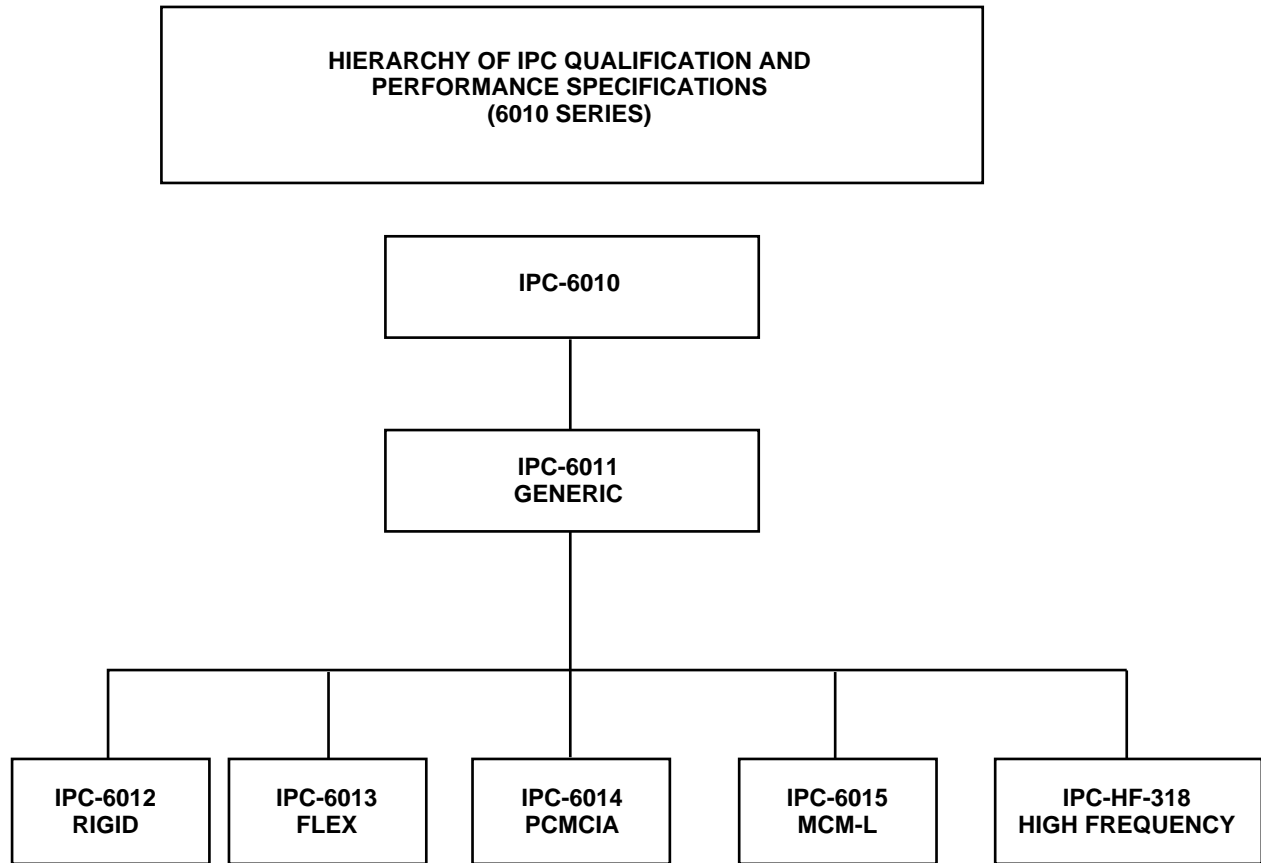 HIERARCHY OF IPC QUALIFICATION AND
PERFORMANCE SPECIFICATIONS
(6010 SERIES)
IPC-6010
IPC-6011
GENERIC
IPC-6012
RIGID
IPC-6013
FLEX
IPC-6014
PCMCIA
IPC-6015
MCM-L
IPC-HF-318
HIGH FREQUENCY